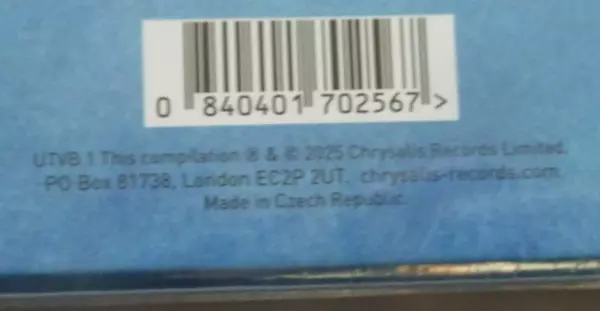 0 840401 702567 >
UTVB 1 This compilation ℗ & © 2025 Chrysalis Records Limited.
PO Box 81738, London EC2P 2UT. chrysalis-records.com
Made in Czech Republic.